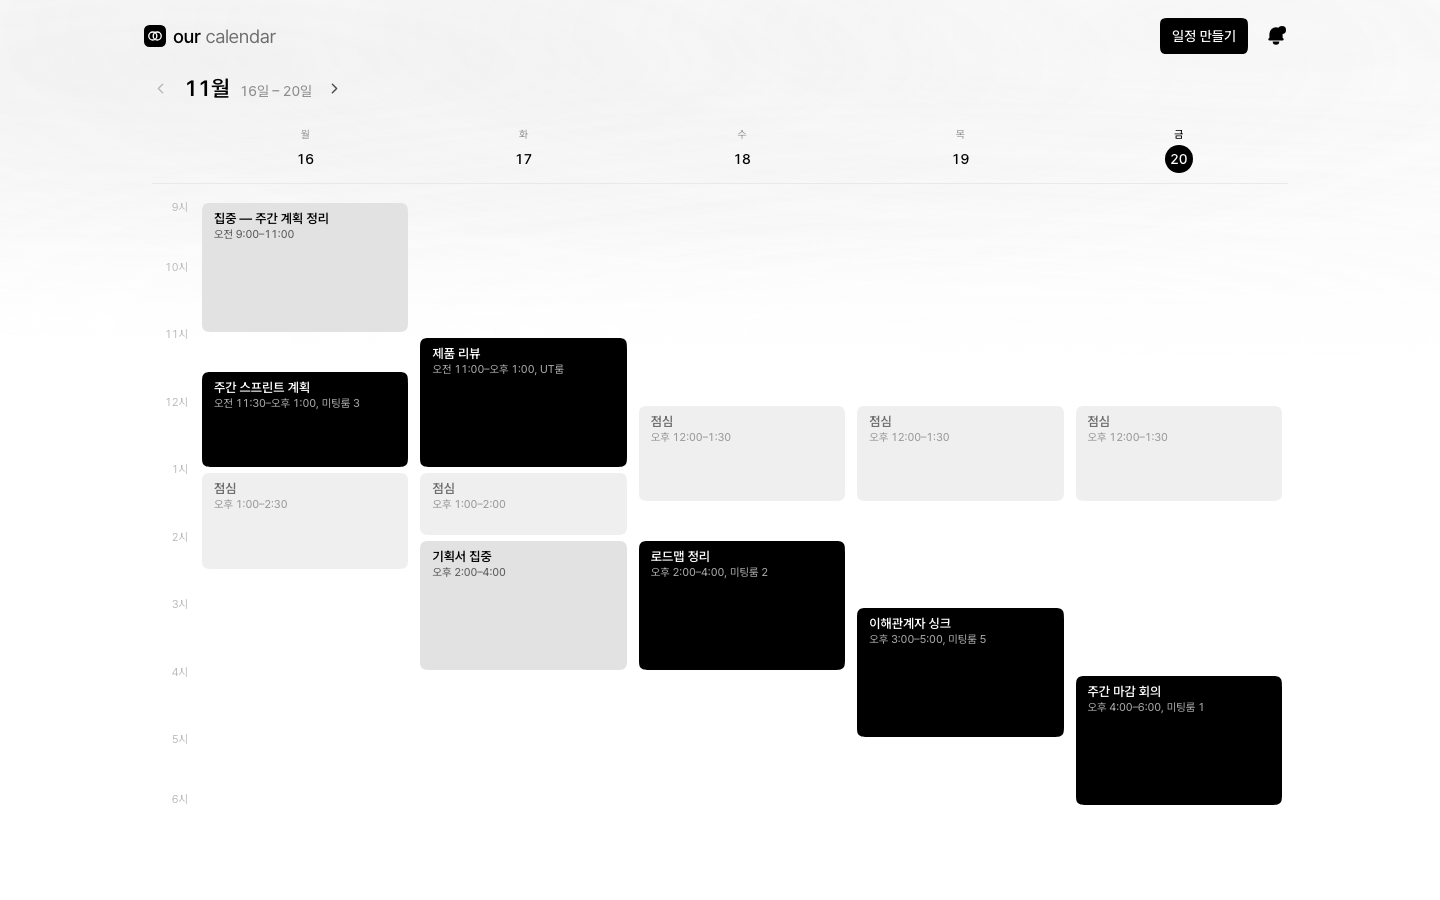 our calendar
일정 만들기
11월 16일 – 20일
월
16
화
17
수
18
목
19
금
20
9시
10시
11시
12시
1시
2시
3시
4시
5시
6시
집중 — 주간 계획 정리
오전 9:00–11:00
주간 스프린트 계획
오전 11:30–오후 1:00, 미팅룸 3
점심
오후 1:00–2:30
제품 리뷰
오전 11:00–오후 1:00, UT룸
점심
오후 1:00–2:00
기획서 집중
오후 2:00–4:00
점심
오후 12:00–1:30
로드맵 정리
오후 2:00–4:00, 미팅룸 2
점심
오후 12:00–1:30
이해관계자 싱크
오후 3:00–5:00, 미팅룸 5
점심
오후 12:00–1:30
주간 마감 회의
오후 4:00–6:00, 미팅룸 1